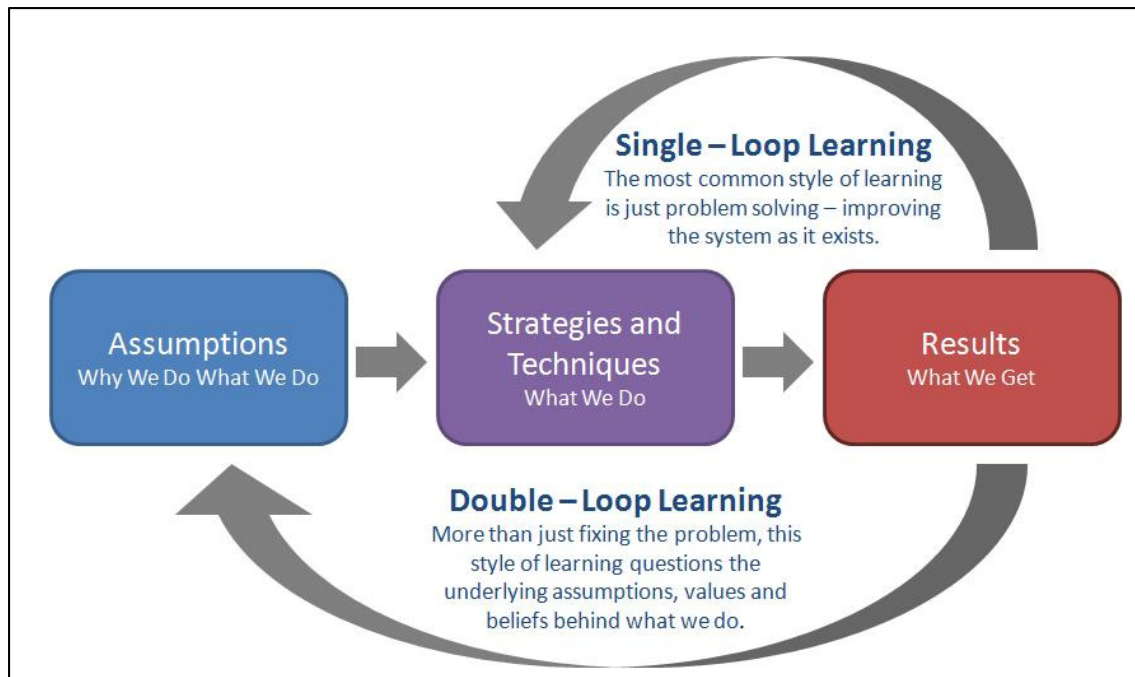 Single – Loop Learning
The most common style of learning
is just problem solving – improving
the system as it exists.
Assumptions
Why We Do What We Do
Strategies and
Techniques
What We Do
Results
What We Get
Double – Loop Learning
More than just fixing the problem, this
style of learning questions the
underlying assumptions, values and
beliefs behind what we do.